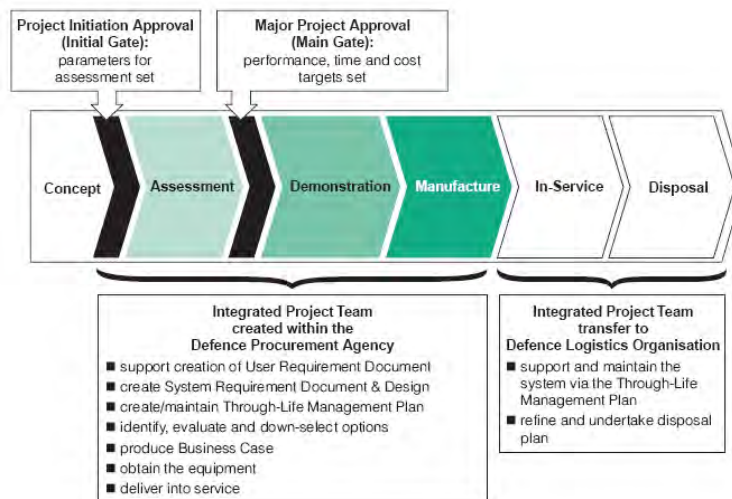 Project Initiation Approval
(Initial Gate):
parameters for
assessment set
Major Project Approval
(Main Gate):
performance, time and cost
targets set
Concept
Assessment
Demonstration
Manufacture
In-Service
Disposal
Integrated Project Team
created within the
Defence Procurement Agency
■ support creation of User Requirement Document
■ create System Requirement Document & Design
■ create/maintain Through-Life Management Plan
■ identify, evaluate and down-select options
■ produce Business Case
■ obtain the equipment
■ deliver into service
Integrated Project Team
transfer to
Defence Logistics Organisation
■ support and maintain the
system via the Through-Life
Management Plan
■ refine and undertake disposal
plan